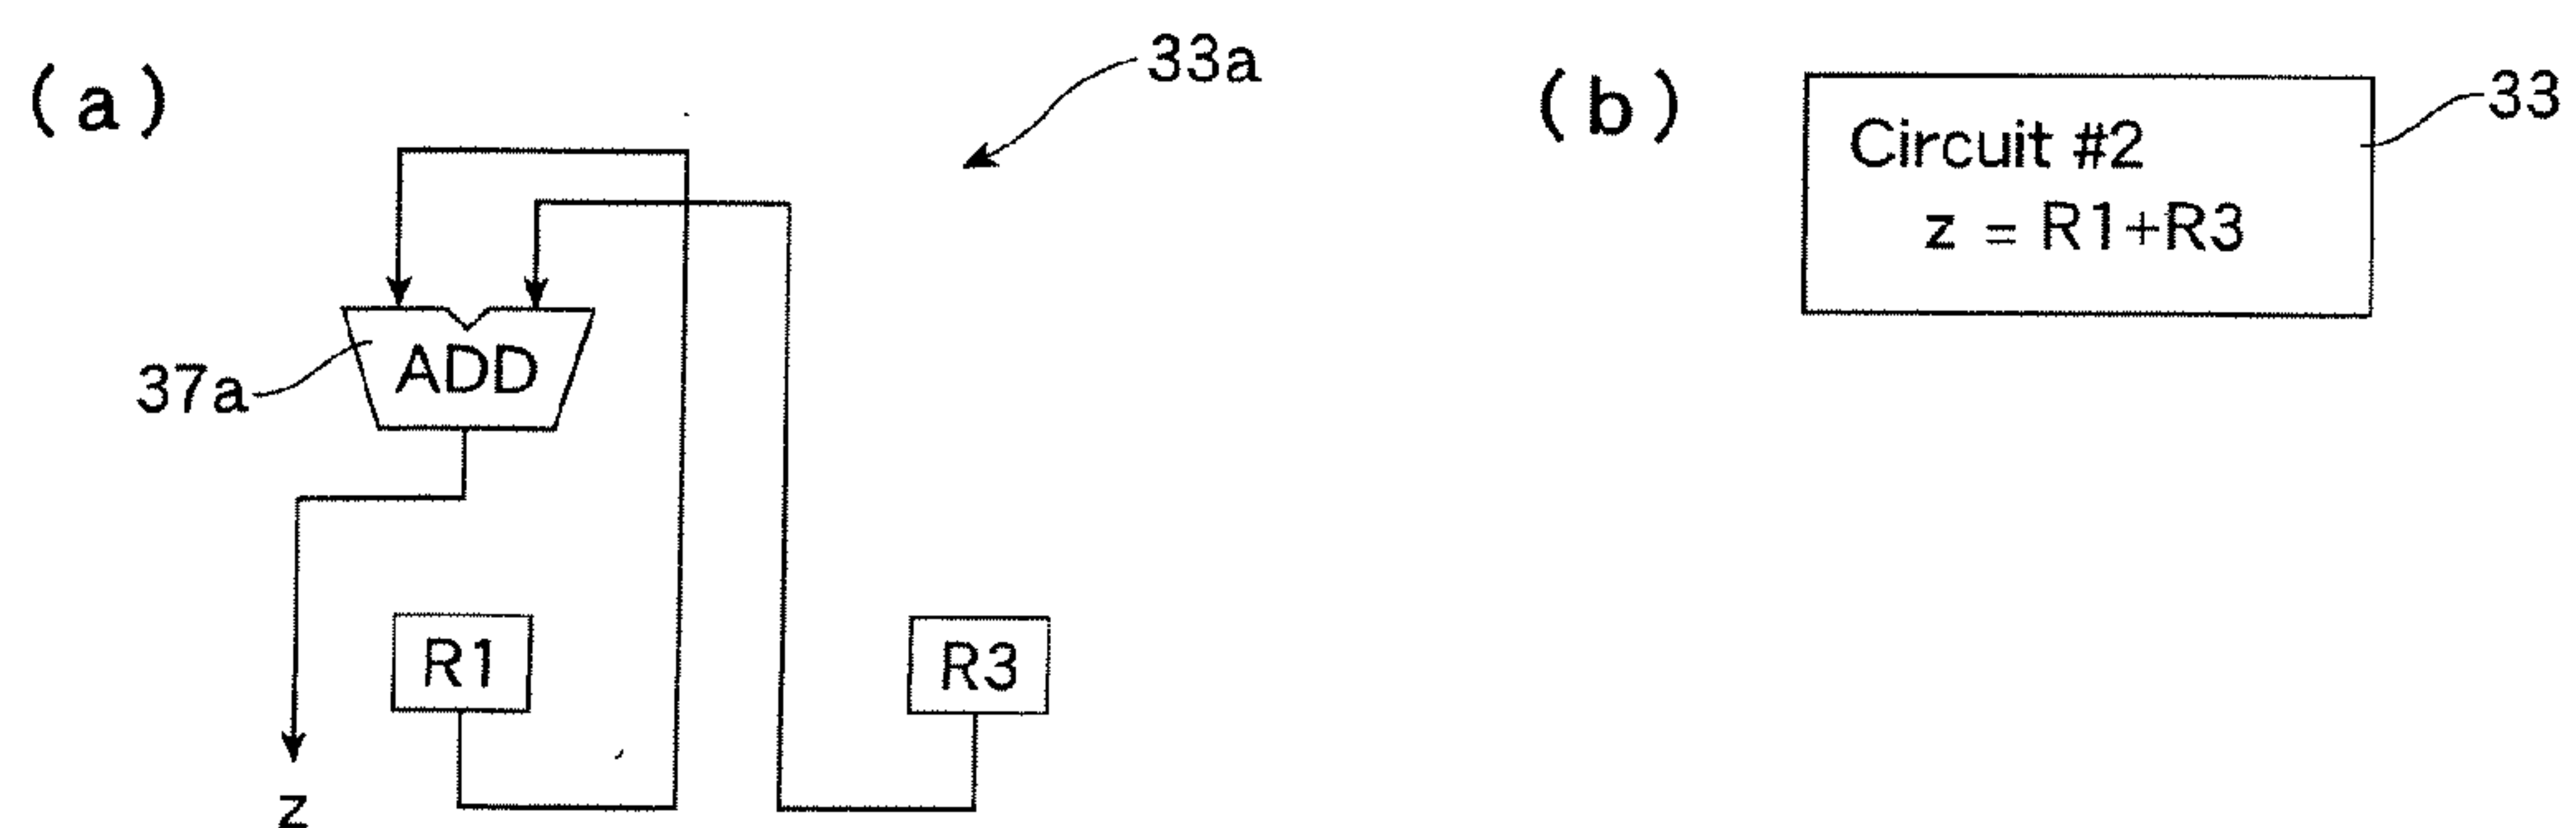 (a)
33a
37a
ADD
R1
R3
z
(b)
33
Circuit #2
z = R1+R3